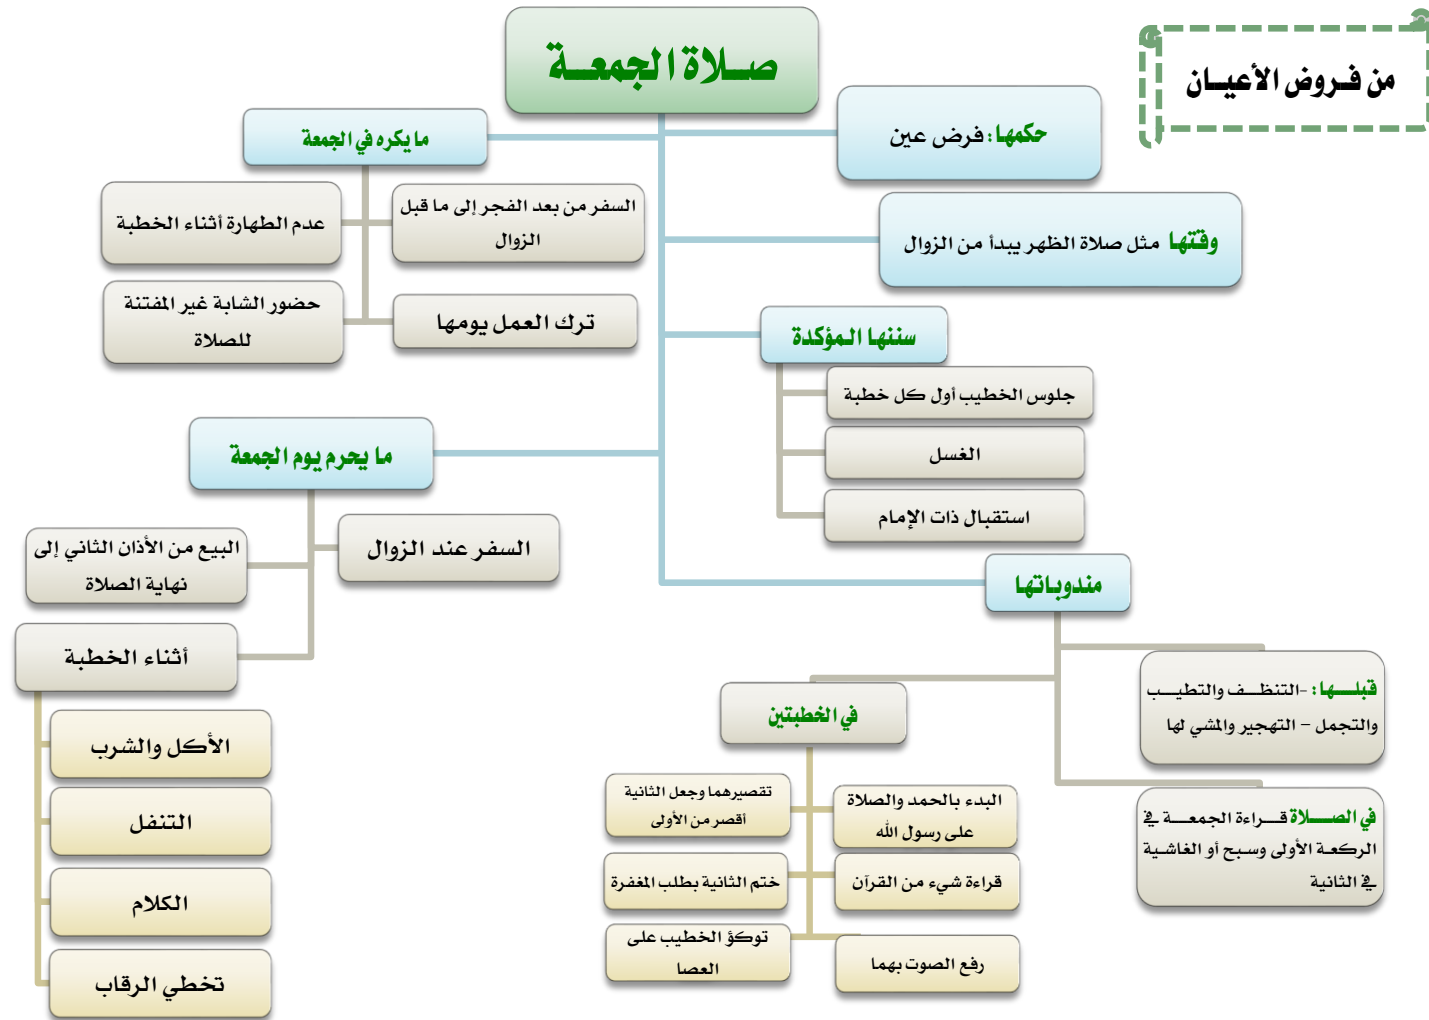 صلاة الجمعة
من فروض الأعيان
حكمها: فرض عين
وقتتها مثل صلاة الظهر يبدأ من الزوال
سننها المؤكدة
جلوس الخطيب أول كل خطبة
الغسل
استقبال ذات الإمام
مندوباتها
قبلها: -التنظف والتطيب
والتجمل – التهجير والمشي لها
في الصلاة قراءة الجمعة في
الركعة الأولى وسبح أو الغاشية
في الثانية
في الخطبتين
البدء بالحمد والصلاة
على رسول الله
تقصيرهما وجعل الثانية
أقصر من الأولى
قراءة شيء من القرآن
ختم الثانية بطلب المغفرة
رفع الصوت بهما
توكؤ الخطيب على
العصا
ما يكره في الجمعة
السفر من بعد الفجر إلى ما قبل
الزوال
عدم الطهارة أثناء الخطبة
ترك العمل يومها
حضور الشابة غير المفتنة
للصلاة
ما يحرم يوم الجمعة
السفر عند الزوال
البيع من الأذان الثاني إلى
نهاية الصلاة
أثناء الخطبة
الأكل والشرب
التنفل
الكلام
تخطي الرقاب